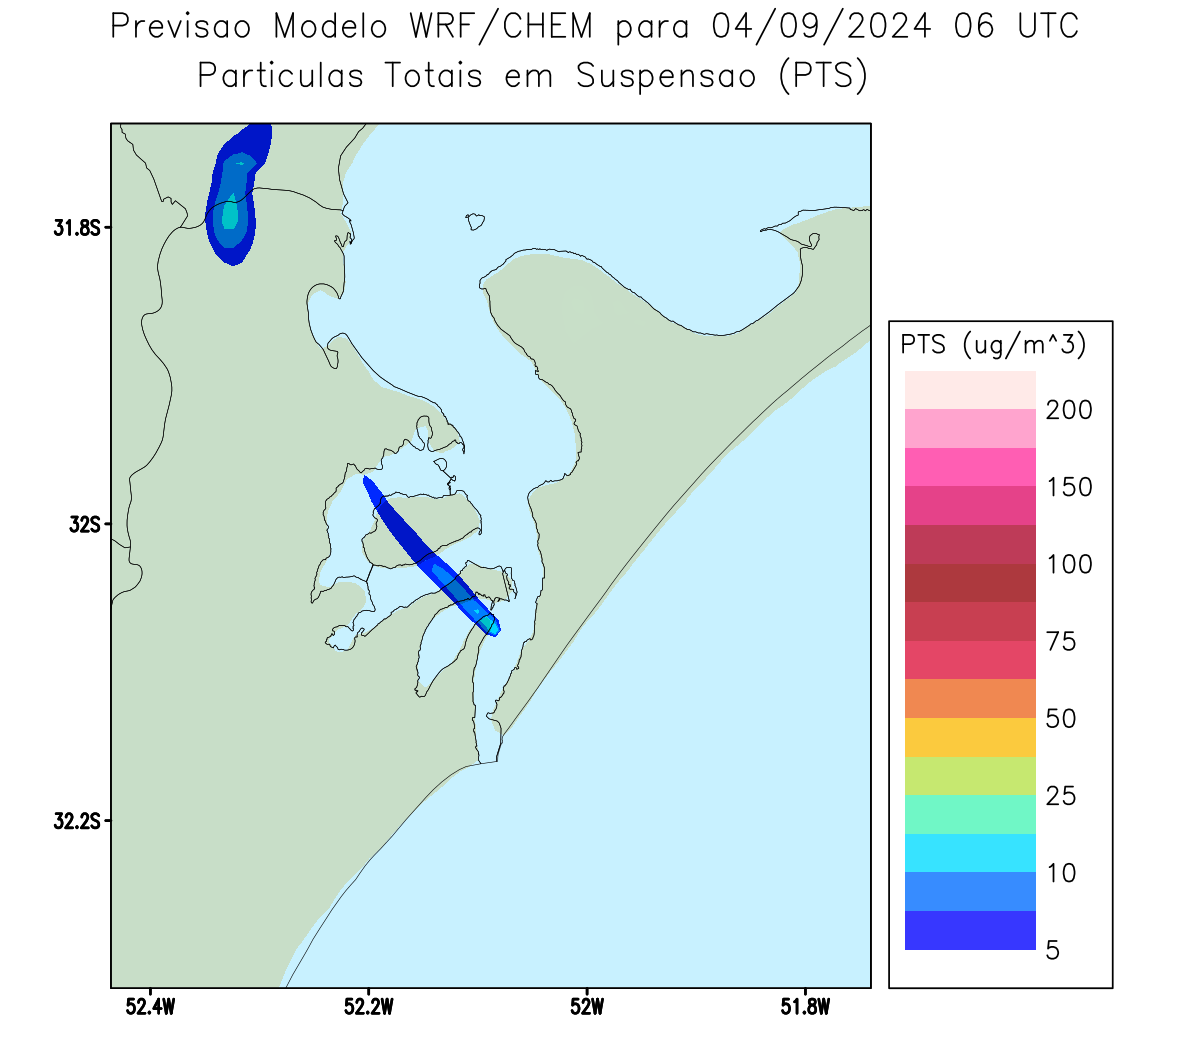 Previsao Modelo WRF/CHEM para 04/09/2024 06 UTC
Particulas Totais em Suspensao (PTS)
31.8S
32S
32.2S
52.4W
52.2W
52W
51.8W
PTS (ug/m^3)
200
150
100
75
50
25
10
5